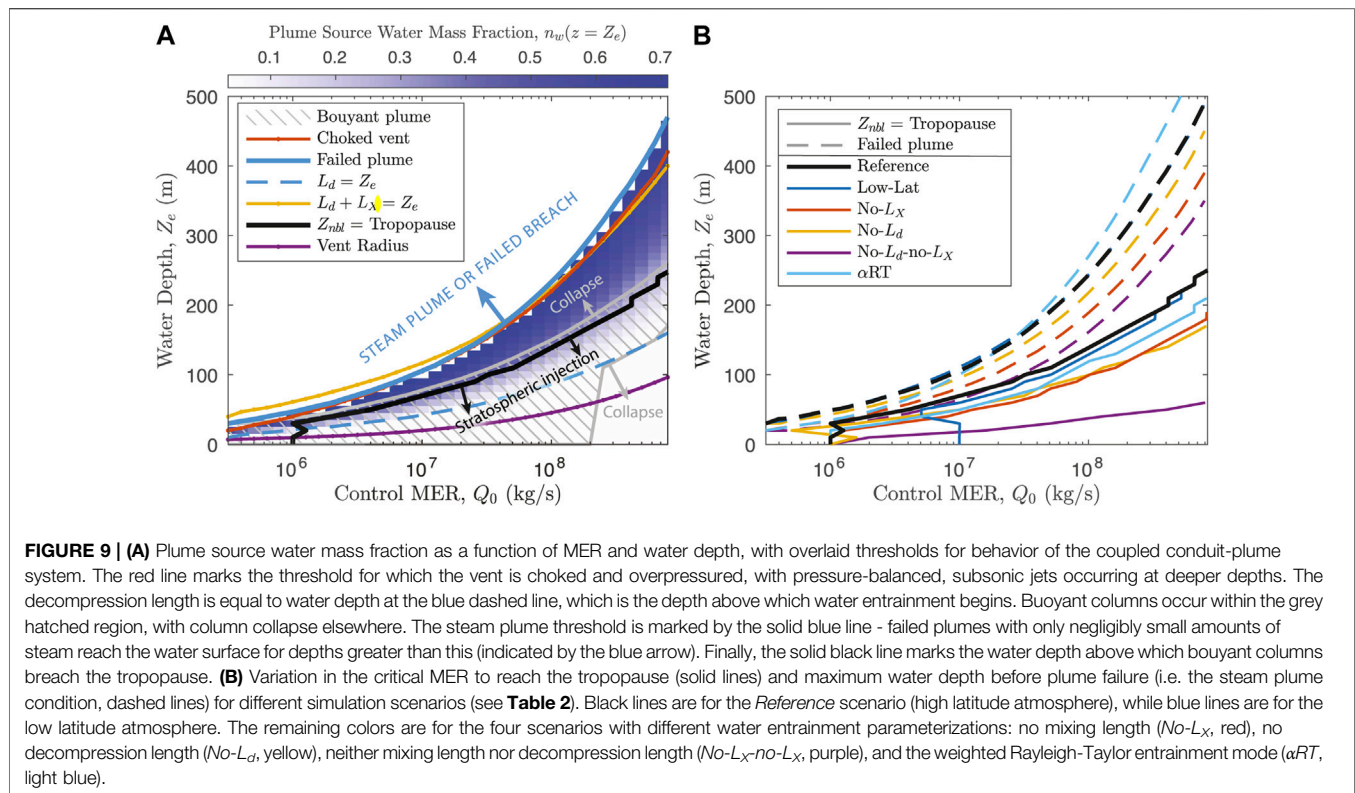 A
Plume Source Water Mass Fraction, n_w(z = Z_e)
0.1 0.2 0.3 0.4 0.5 0.6 0.7
500
400
300
200
100
0
Water Depth, Z_e (m)
Bouyant plume
Choked vent
Failed plume
L_d = Z_e
L_d + L_X = Z_e
Z_nbl = Tropopause
Vent Radius
STEAM PLUME OR FAILED BREACH
Collapse
Stratospheric injection
Collapse
10^6 10^7 10^8
Control MER, Q_0 (kg/s)
B
500
400
300
200
100
0
Water Depth, Z_e (m)
Z_nbl = Tropopause
Failed plume
Reference
Low-Lat
No-L_X
No-L_d
No-L_d-no-L_X
αRT
10^6 10^7 10^8
Control MER, Q_0 (kg/s)
FIGURE 9 | (A) Plume source water mass fraction as a function of MER and water depth, with overlaid thresholds for behavior of the coupled conduit-plume
system. The red line marks the threshold for which the vent is choked and overpressured, with pressure-balanced, subsonic jets occurring at deeper depths. The
decompression length is equal to water depth at the blue dashed line, which is the depth above which water entrainment begins. Buoyant columns occur within the grey
hatched region, with column collapse elsewhere. The steam plume threshold is marked by the solid blue line - failed plumes with only negligibly small amounts of
steam reach the water surface for depths greater than this (indicated by the blue arrow). Finally, the solid black line marks the water depth above which bouyant columns
breach the tropopause. (B) Variation in the critical MER to reach the tropopause (solid lines) and maximum water depth before plume failure (i.e. the steam plume
condition, dashed lines) for different simulation scenarios (see Table 2). Black lines are for the Reference scenario (high latitude atmosphere), while blue lines are for the
low latitude atmosphere. The remaining colors are for the four scenarios with different water entrainment parameterizations: no mixing length (No-L_X, red), no
decompression length (No-L_d, yellow), neither mixing length nor decompression length (No-L_X-no-L_X, purple), and the weighted Rayleigh-Taylor entrainment mode (αRT,
light blue).